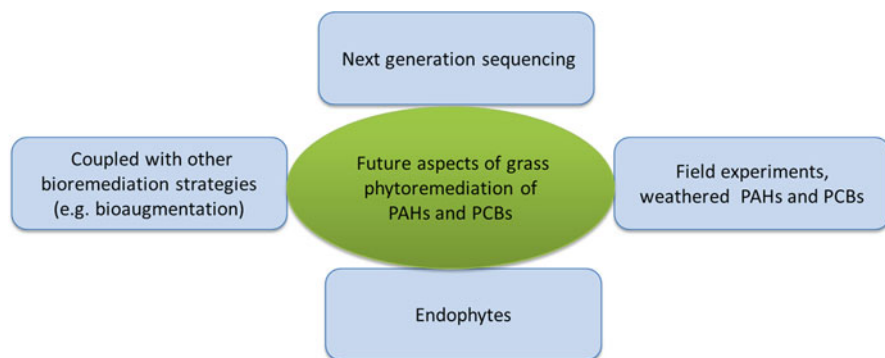 Next generation sequencing
Coupled with other
bioremediation strategies
(e.g. bioaugmentation)
Future aspects of grass
phytoremediation of
PAHs and PCBs
Field experiments,
weathered PAHs and PCBs
Endophytes